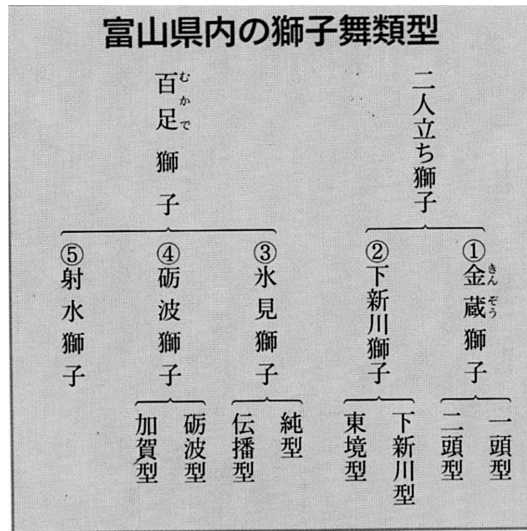 富山県内の獅子舞類型
二人立ち獅子
①金蔵獅子
きんぞう
一頭型
二頭型
②下新川獅子
下新川型
東境型
百足獅子
むかで
③氷見獅子
純型
伝播型
④砺波獅子
砺波型
加賀型
⑤射水獅子